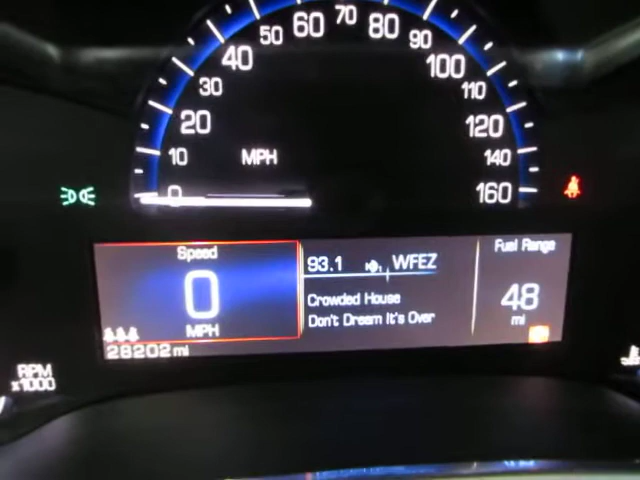 70
60 80
50 90
40 100
30 110
20 120
10 MPH 140
0 160
Speed
0
MPH
28202 mi
93.1 WFEZ
Crowded House
Don't Dream It's Over
Fuel Range
48
mi
RPM
x1000